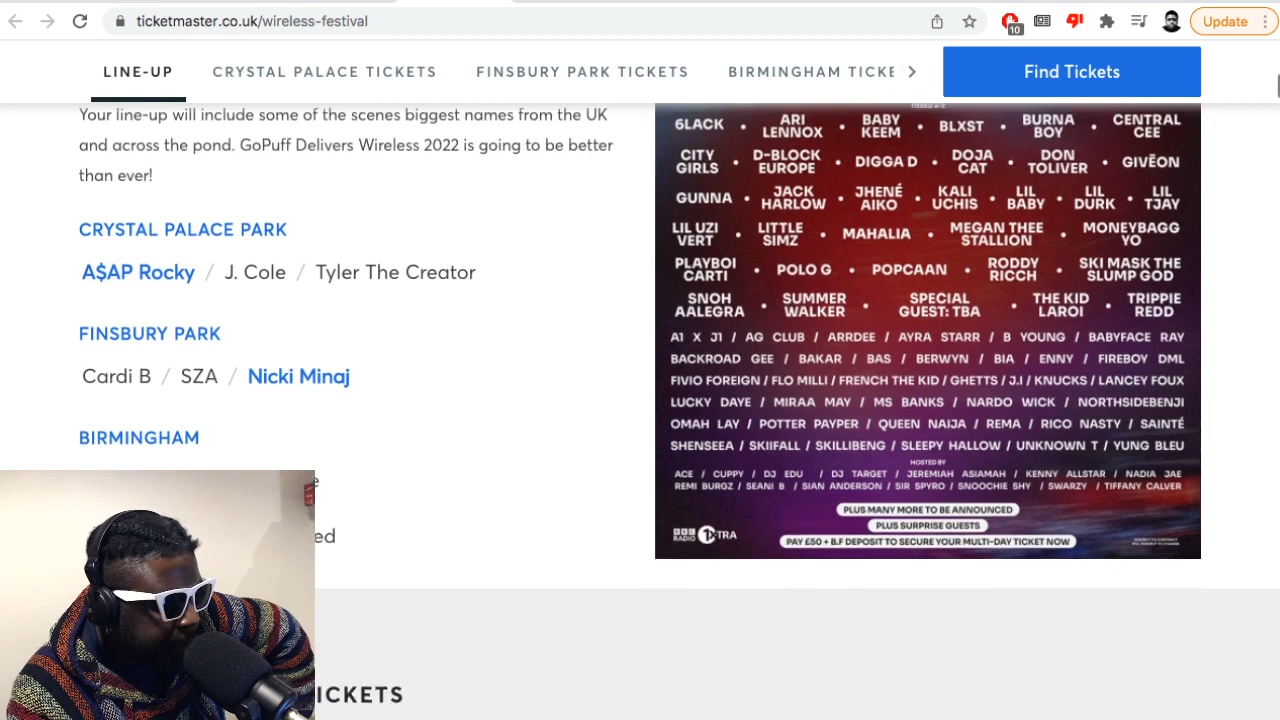 ticketmaster.co.uk/wireless-festival
10
Update
LINE-UP
CRYSTAL PALACE TICKETS
FINSBURY PARK TICKETS
BIRMINGHAM TICKE
Find Tickets
Your line-up will include some of the scenes biggest names from the UK
and across the pond. GoPuff Delivers Wireless 2022 is going to be better
than ever!
CRYSTAL PALACE PARK
A$AP Rocky / J. Cole / Tyler The Creator
FINSBURY PARK
Cardi B / SZA / Nicki Minaj
BIRMINGHAM
e
ed
ICKETS
TIERED A-Z
6LACK • ARI LENNOX • BABY KEEM • BLXST • BURNA BOY • CENTRAL CEE
CITY GIRLS • D-BLOCK EUROPE • DIGGA D • DOJA CAT • DON TOLIVER • GIVĒON
GUNNA • JACK HARLOW • JHENÉ AIKO • KALI UCHIS • LIL BABY • LIL DURK • LIL TJAY
LIL UZI VERT • LITTLE SIMZ • MAHALIA • MEGAN THEE STALLION • MONEYBAGG YO
PLAYBOI CARTI • POLO G • POPCAAN • RODDY RICCH • SKI MASK THE SLUMP GOD
SNOH AALEGRA • SUMMER WALKER • SPECIAL GUEST: TBA • THE KID LAROI • TRIPPIE REDD
A1 X J1 / AG CLUB / ARRDEE / AYRA STARR / B YOUNG / BABYFACE RAY
BACKROAD GEE / BAKAR / BAS / BERWYN / BIA / ENNY / FIREBOY DML
FIVIO FOREIGN / FLO MILLI / FRENCH THE KID / GHETTS / J.I / KNUCKS / LANCEY FOUX
LUCKY DAYE / MIRAA MAY / MS BANKS / NARDO WICK / NORTHSIDEBENJI
OMAH LAY / POTTER PAYPER / QUEEN NAIJA / REMA / RICO NASTY / SAINTÉ
SHENSEEA / SKIIFALL / SKILLIBENG / SLEEPY HALLOW / UNKNOWN T / YUNG BLEU
HOSTED BY
ACE / CUPPY / DJ EDU / DJ TARGET / JEREMIAH ASIAMAH / KENNY ALLSTAR / NADIA JAE
REMI BURGZ / SEANI B / SIAN ANDERSON / SIR SPYRO / SNOOCHIE SHY / SWARZY / TIFFANY CALVER
PLUS MANY MORE TO BE ANNOUNCED
PLUS SURPRISE GUESTS
PAY £50 + B.F DEPOSIT TO SECURE YOUR MULTI-DAY TICKET NOW
BBC RADIO 1XTRA